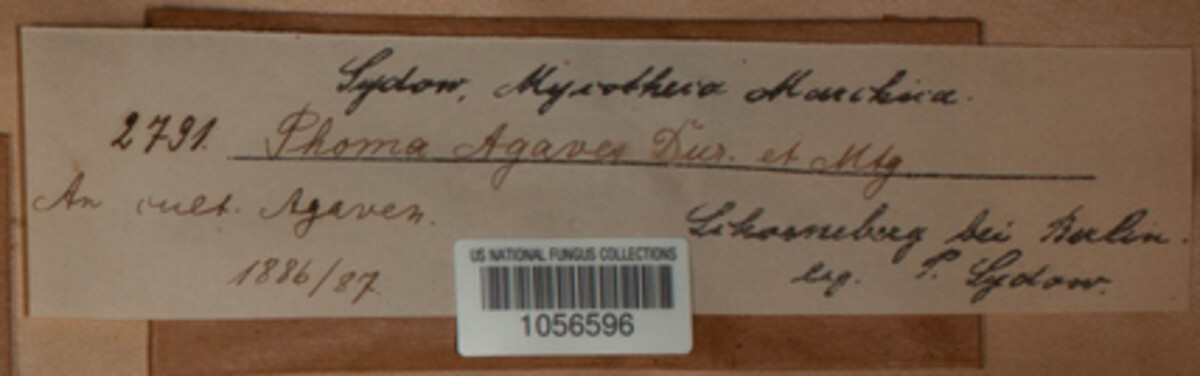 Sydow, Mycotheca Marchica.
2791. Phoma Agaves Dur. et Mtg.
An cult. Agaven.
1886/87
Schoeneberg bei Berlin.
leg. P. Sydow.
US NATIONAL FUNGUS COLLECTIONS
1056596